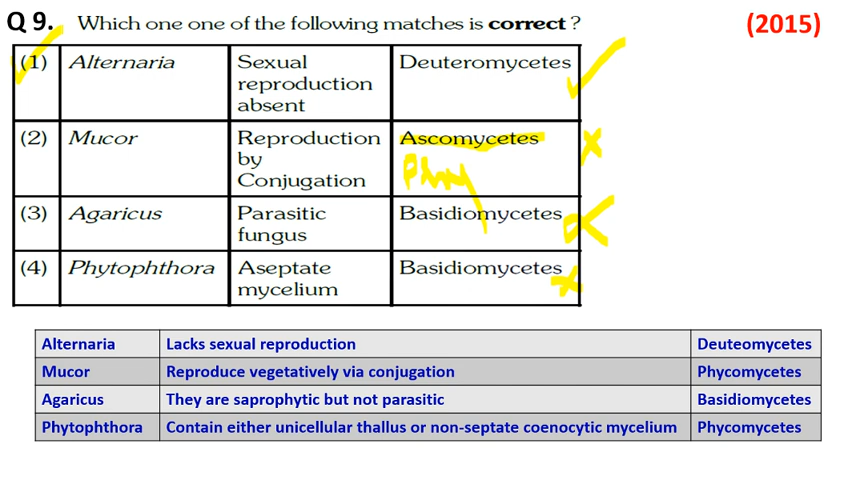 Q 9. Which one one of the following matches is correct ? (2015)
(1) Alternaria Sexual Deuteromycetes
reproduction
absent
(2) Mucor Reproduction Ascomycetes
by
Conjugation
Phy
(3) Agaricus Parasitic Basidiomycetes
fungus
(4) Phytophthora Aseptate Basidiomycetes
mycelium
Alternaria Lacks sexual reproduction Deuteomycetes
Mucor Reproduce vegetatively via conjugation Phycomycetes
Agaricus They are saprophytic but not parasitic Basidiomycetes
Phytophthora Contain either unicellular thallus or non-septate coenocytic mycelium Phycomycetes